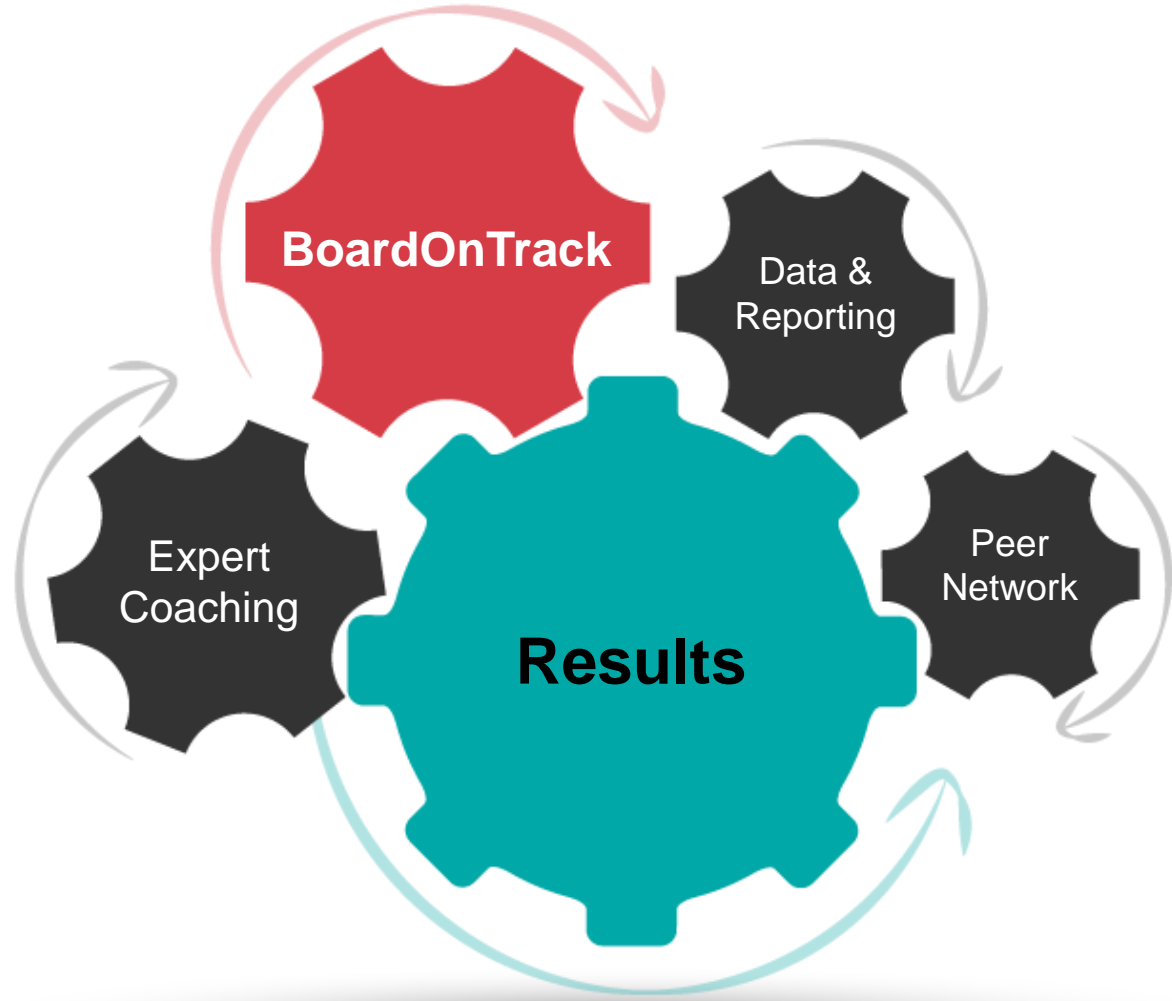 BoardOnTrack
Data &
Reporting
Expert
Coaching
Peer
Network
Results